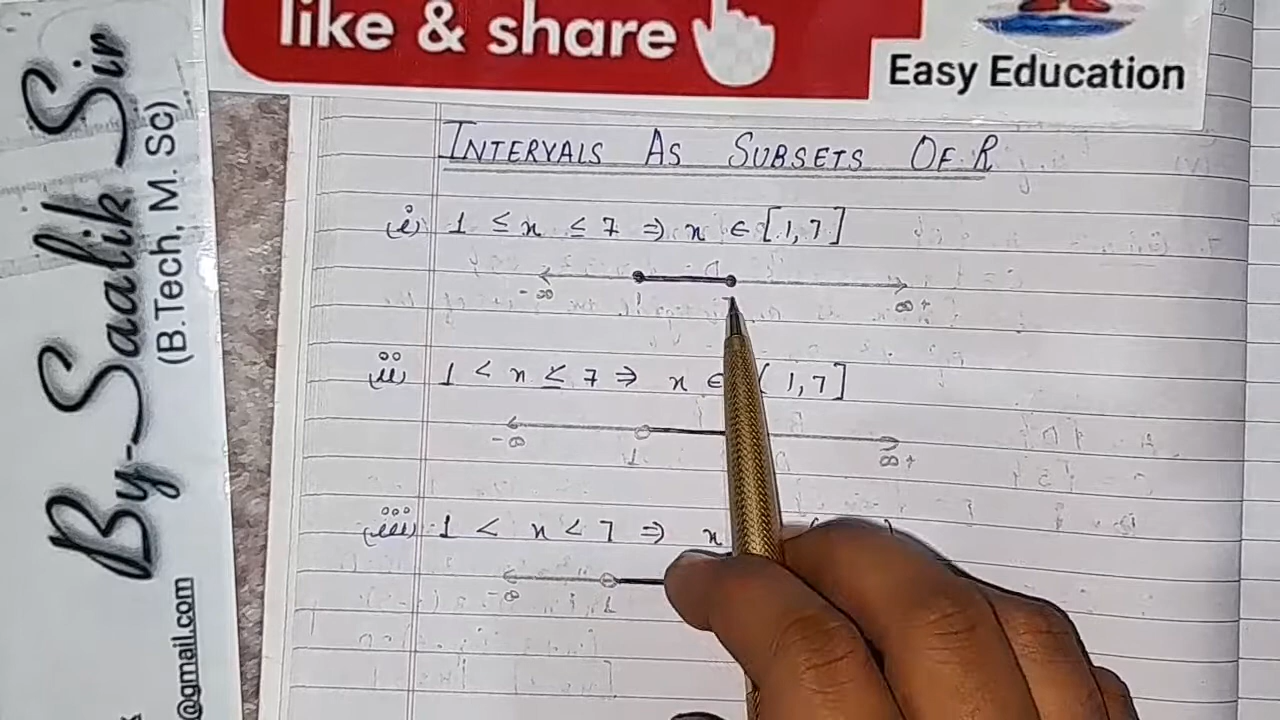 like & share
Easy Education
By-Saalik Sir
(B.Tech, M. Sc)
@gmail.com
INTERVALS AS SUBSETS OF R
(i) 1 ≤ x ≤ 7 ⇒ x ∈ [1, 7]
-∞ 1 ∞+
(ii) 1 < x ≤ 7 ⇒ x ∈ (1, 7]
-∞ 1 ∞+
(iii) 1 < x < 7 ⇒ x ( )
-∞ 1